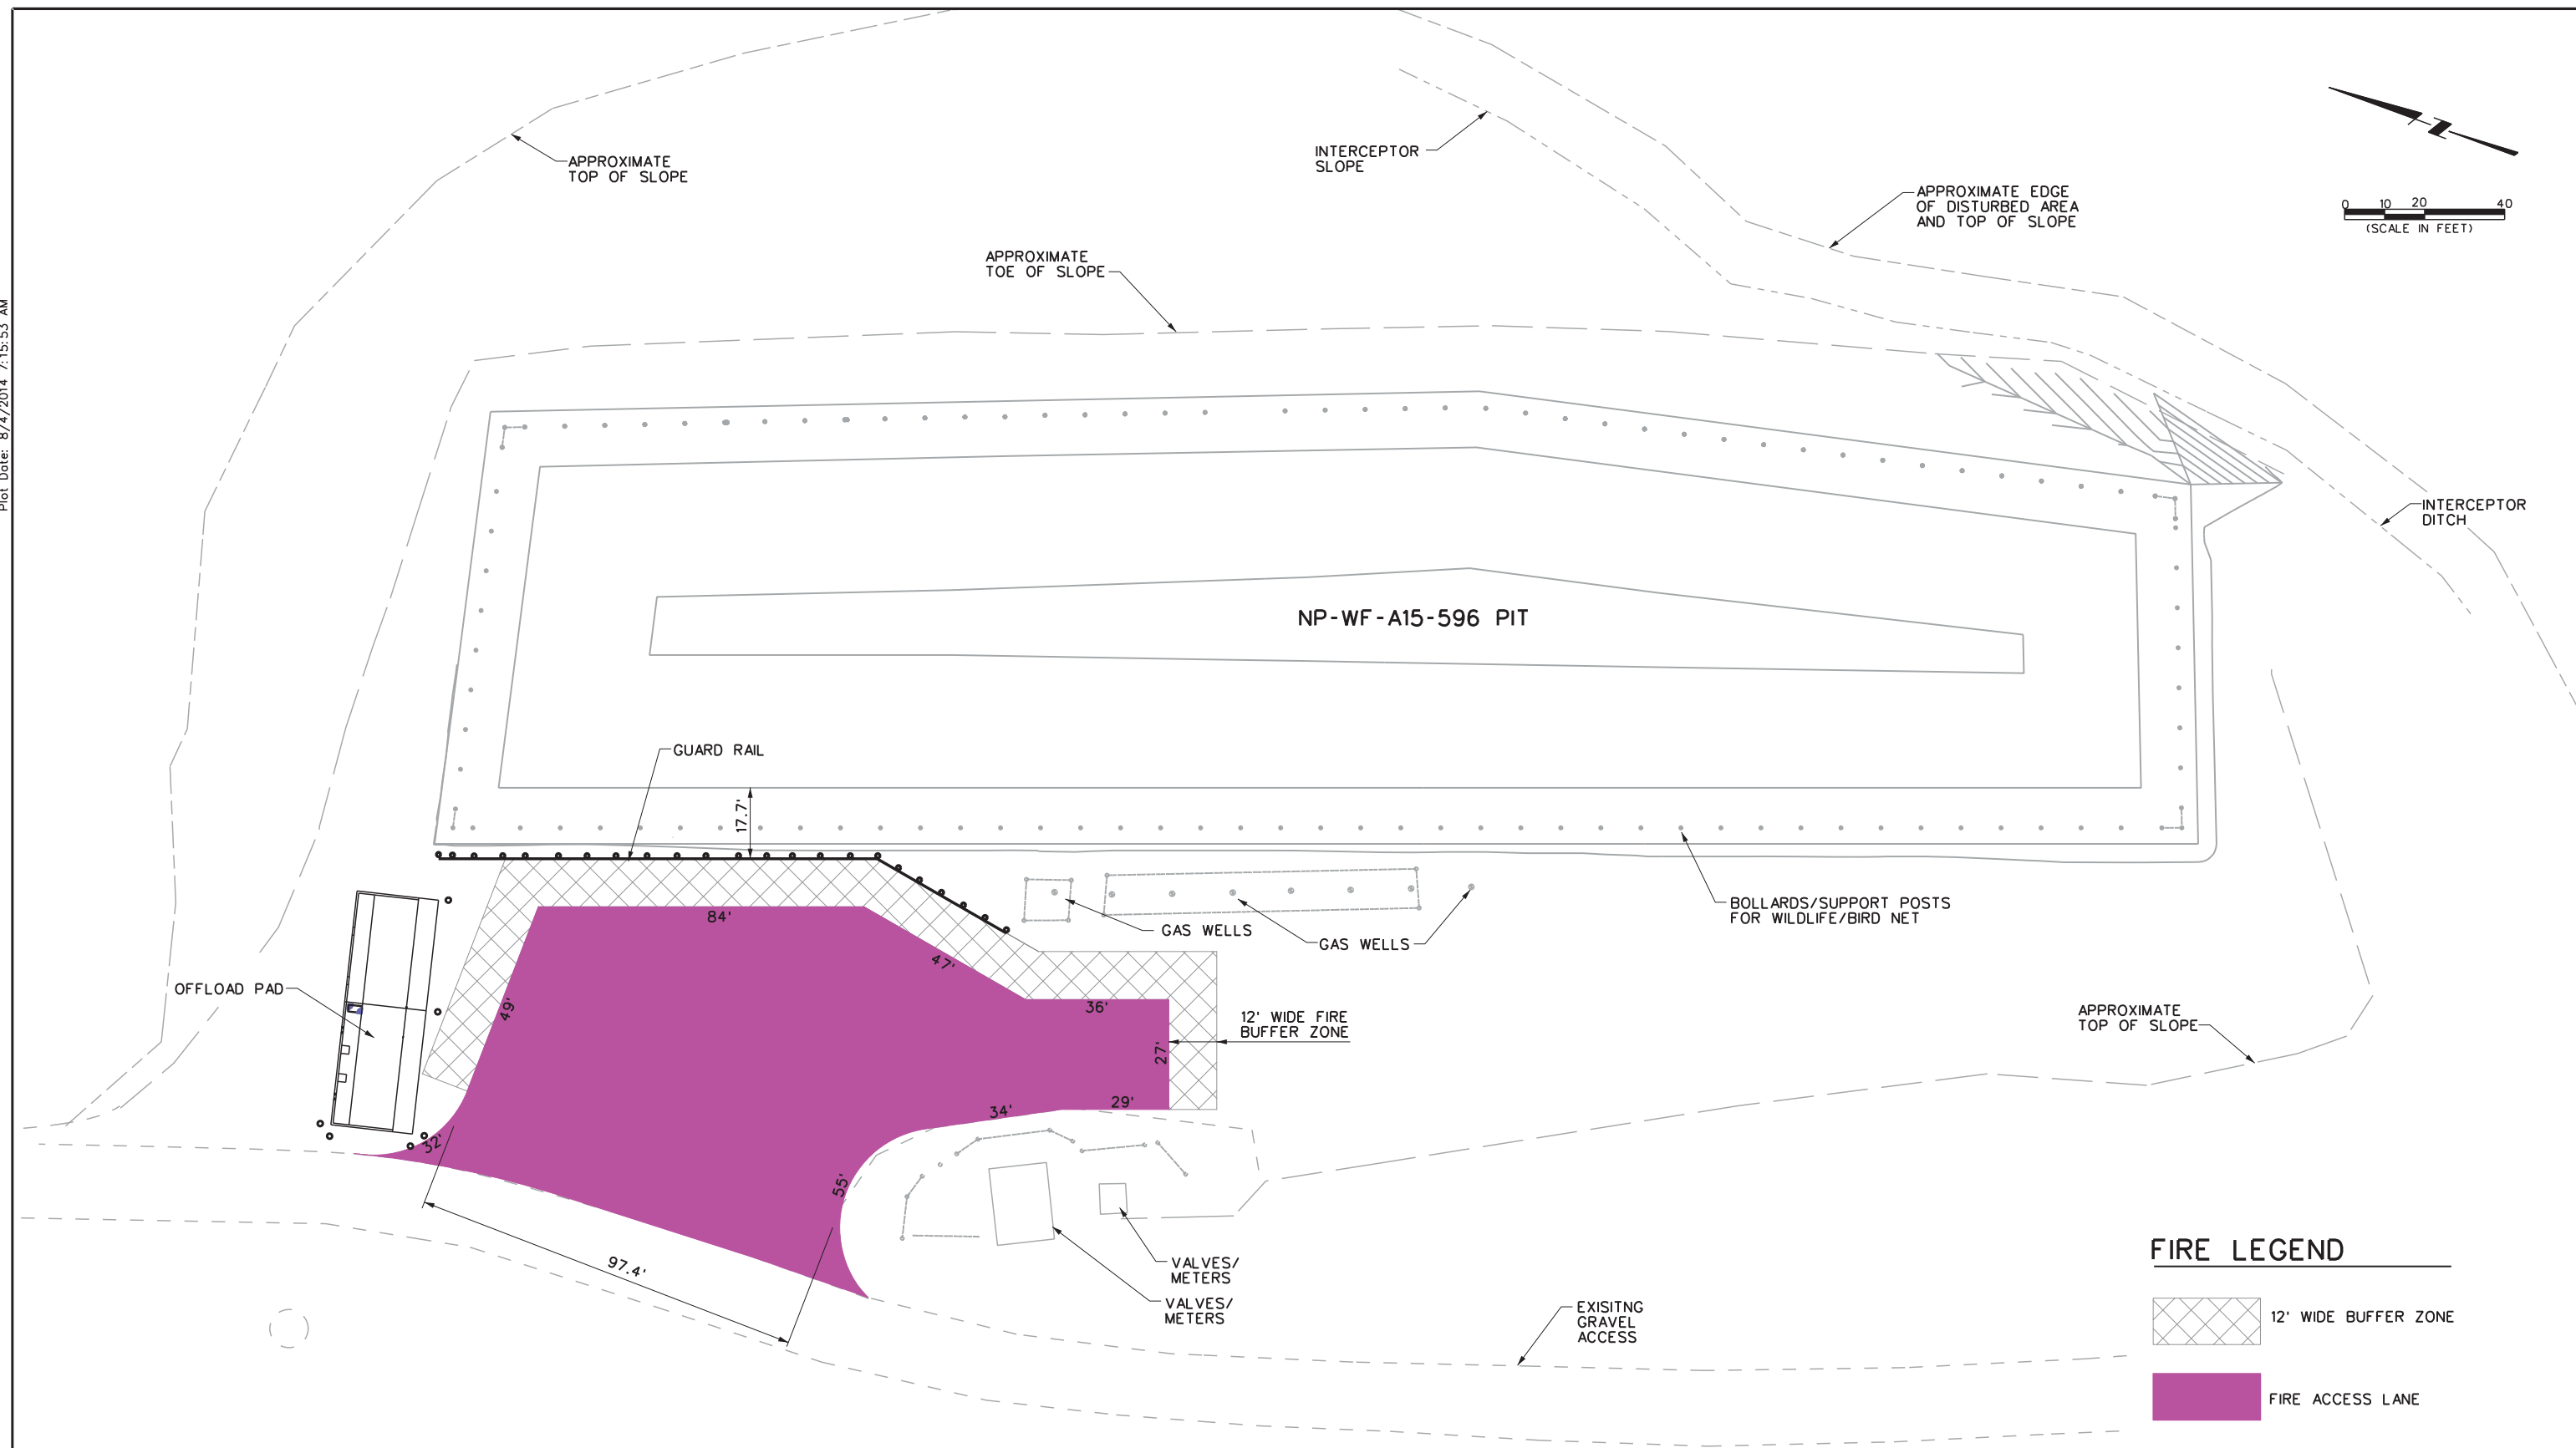 Plot Date: 8/4/2014 7:15:53 AM
APPROXIMATE
TOP OF SLOPE
INTERCEPTOR
SLOPE
APPROXIMATE EDGE
OF DISTURBED AREA
AND TOP OF SLOPE
0 10 20 40
(SCALE IN FEET)
APPROXIMATE
TOE OF SLOPE
INTERCEPTOR
DITCH
NP-WF-A15-596 PIT
GUARD RAIL
17.7'
BOLLARDS/SUPPORT POSTS
FOR WILDLIFE/BIRD NET
GAS WELLS
GAS WELLS
84'
47'
49'
OFFLOAD PAD
36'
12' WIDE FIRE
BUFFER ZONE
27'
APPROXIMATE
TOP OF SLOPE
29'
34'
32'
55'
97.4'
VALVES/
METERS
VALVES/
METERS
EXISITNG
GRAVEL
ACCESS
FIRE LEGEND
12' WIDE BUFFER ZONE
FIRE ACCESS LANE